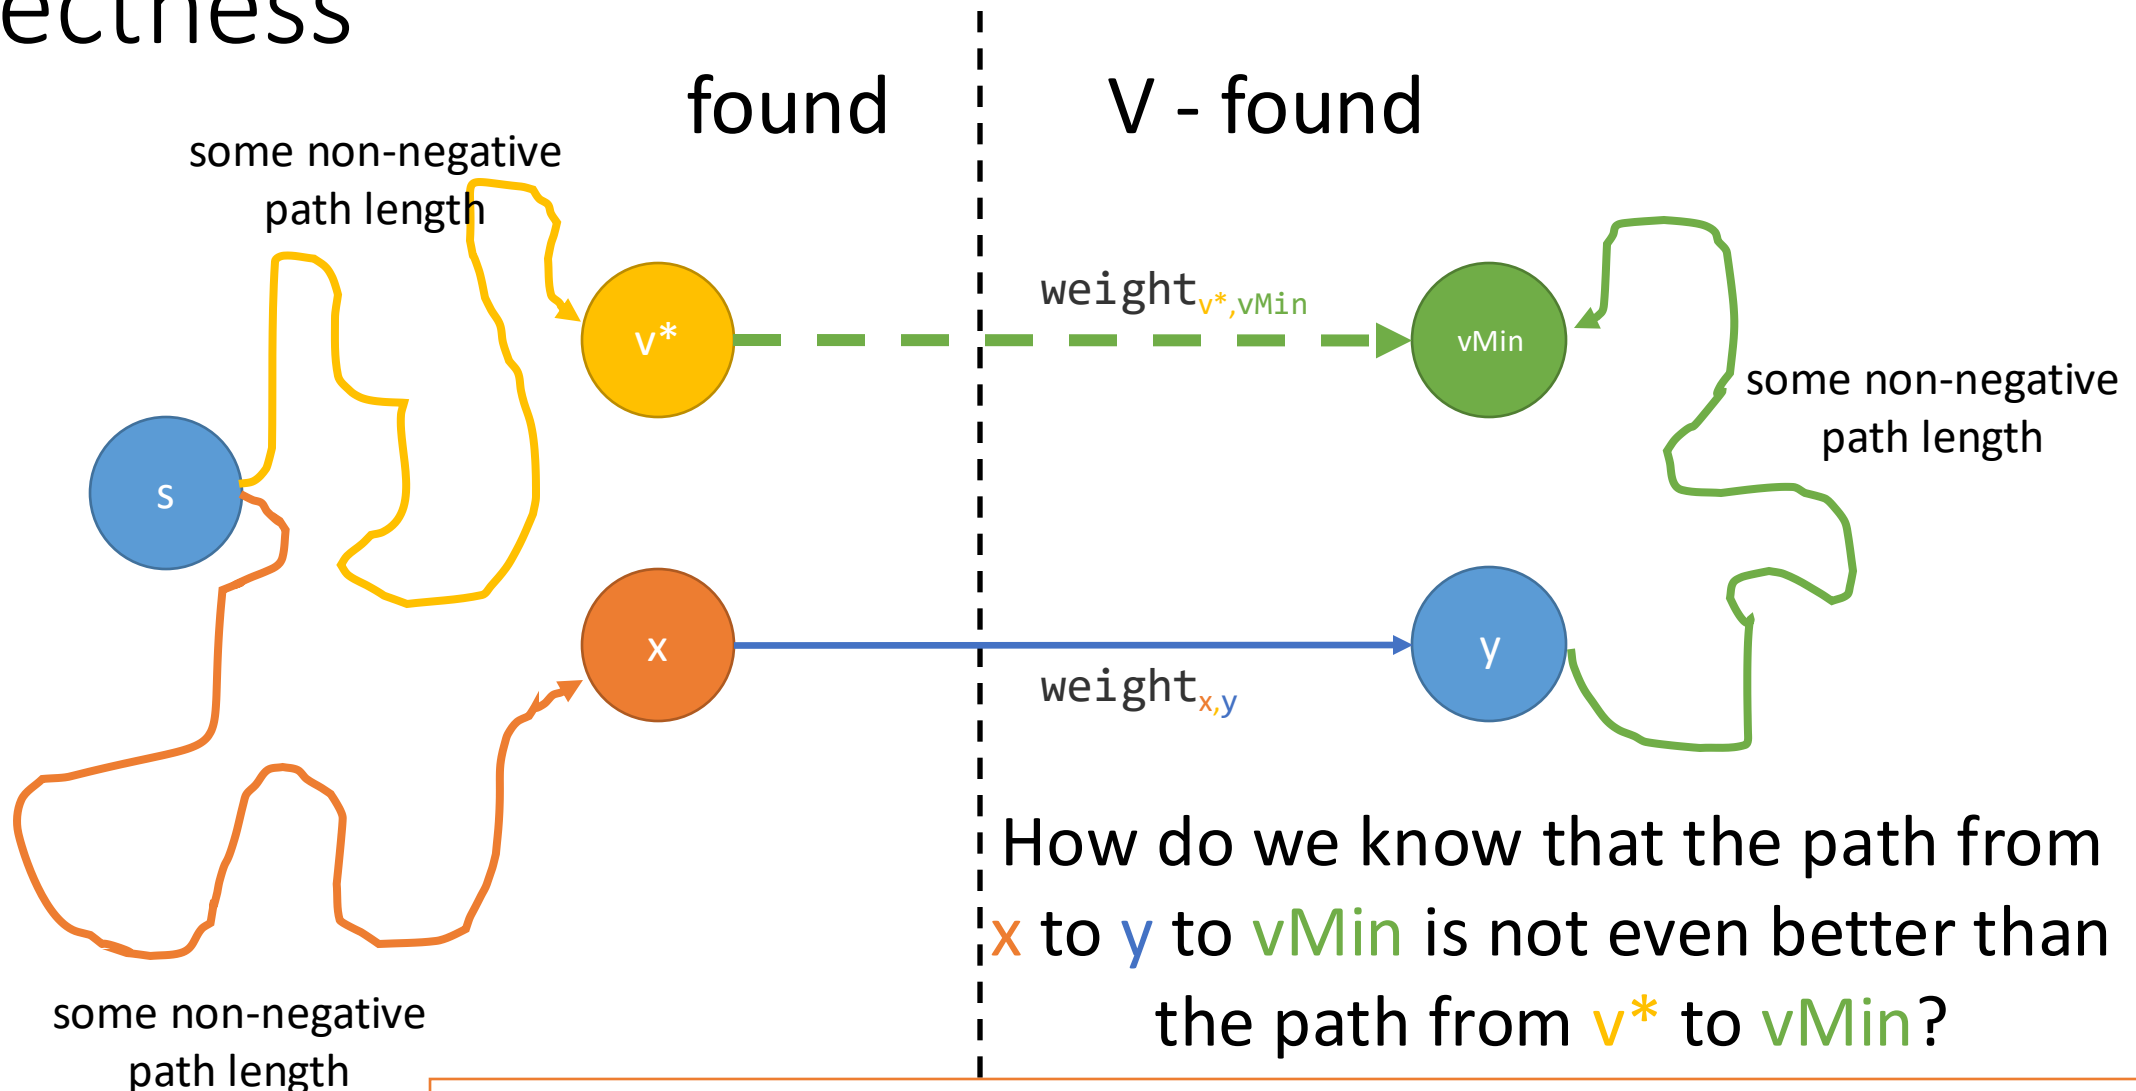 ectness
found
V - found
some non-negative
path length
weightv*,vMin
v*
vMin
some non-negative
path length
s
x
y
weightx,y
How do we know that the path from
x to y to vMin is not even better than
the path from v* to vMin?
some non-negative
path length